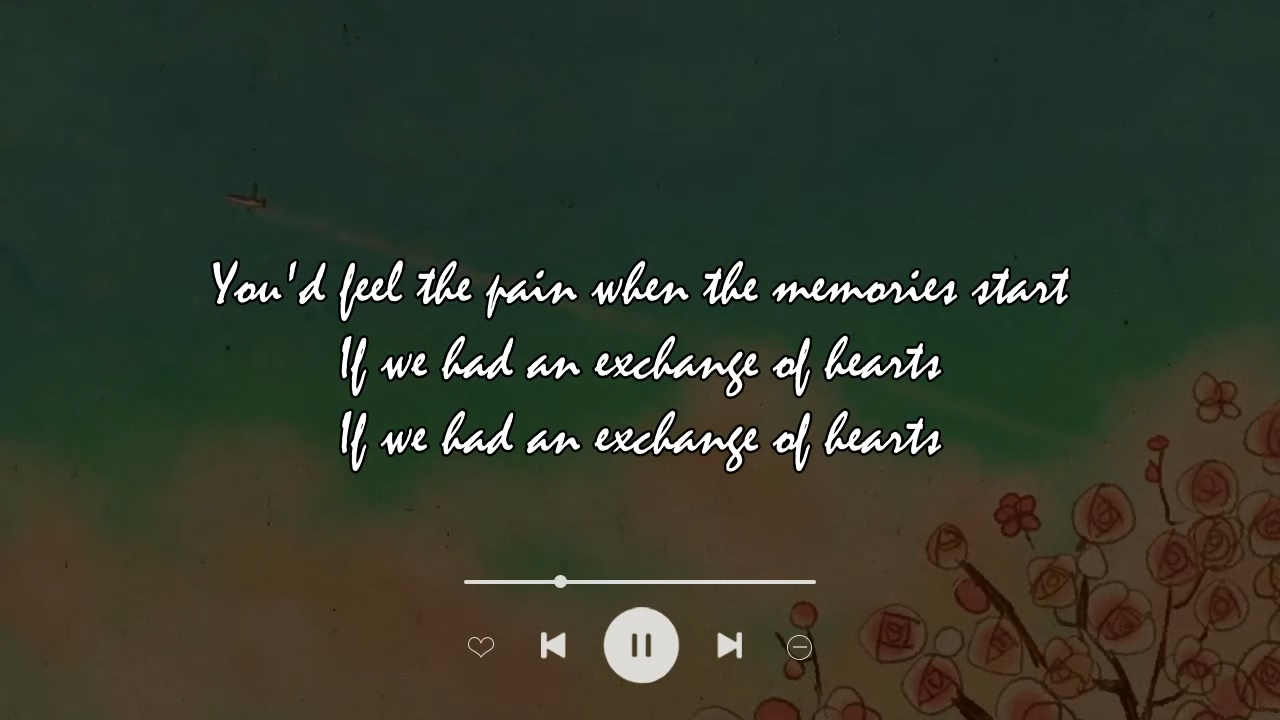 You'd feel the pain when the memories start
If we had an exchange of hearts
If we had an exchange of hearts